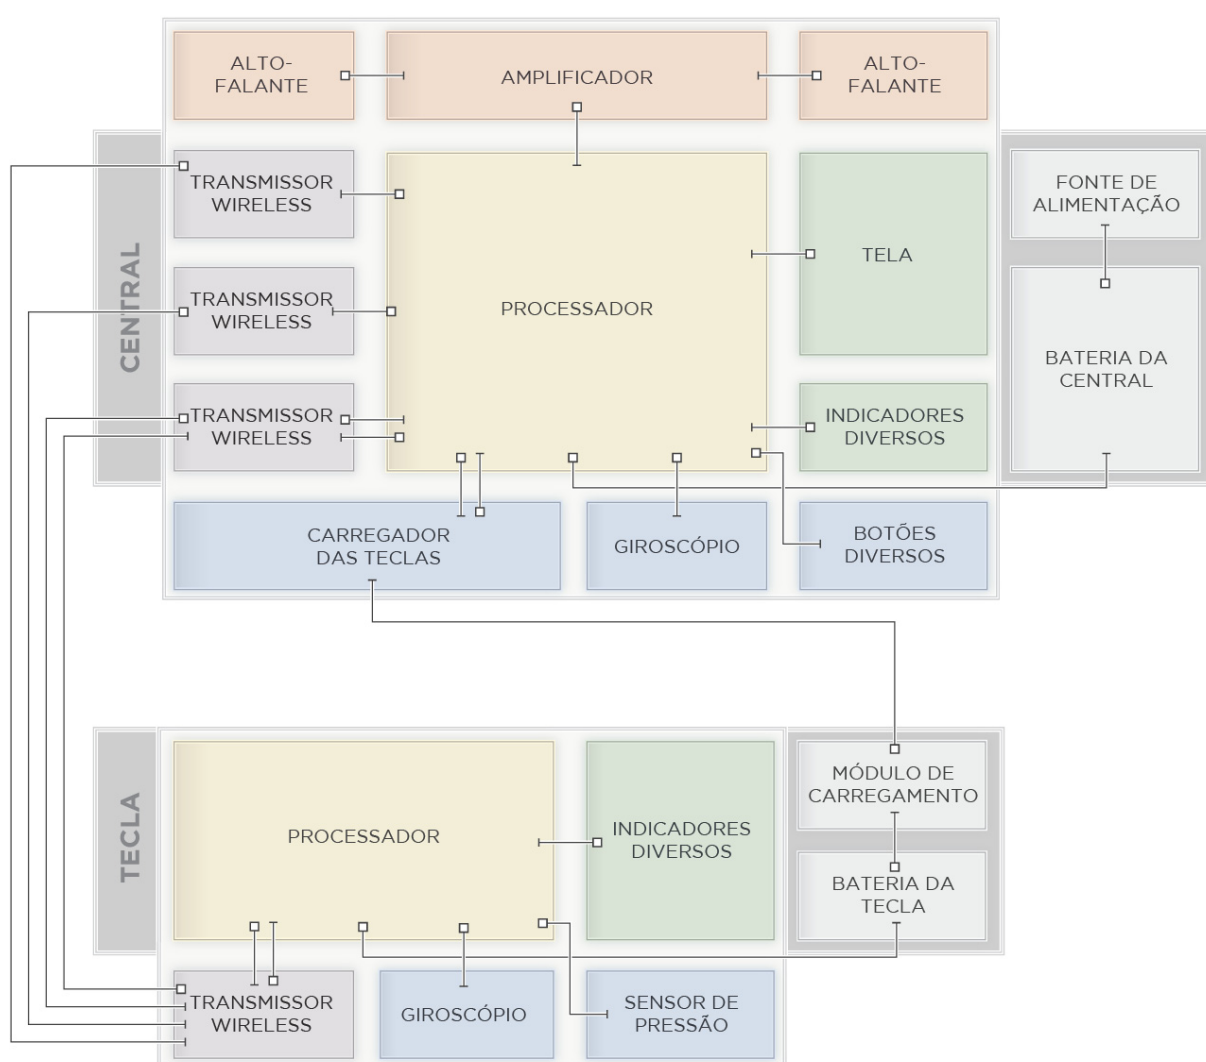 ALTO-
FALANTE
AMPLIFICADOR
ALTO-
FALANTE
CENTRAL
TRANSMISSOR
WIRELESS
TRANSMISSOR
WIRELESS
TRANSMISSOR
WIRELESS
PROCESSADOR
TELA
INDICADORES
DIVERSOS
FONTE DE
ALIMENTAÇÃO
BATERIA DA
CENTRAL
CARREGADOR
DAS TECLAS
GIROSCÓPIO
BOTÕES
DIVERSOS
TECLA
PROCESSADOR
INDICADORES
DIVERSOS
MÓDULO DE
CARREGAMENTO
BATERIA DA
TECLA
TRANSMISSOR
WIRELESS
GIROSCÓPIO
SENSOR DE
PRESSÃO